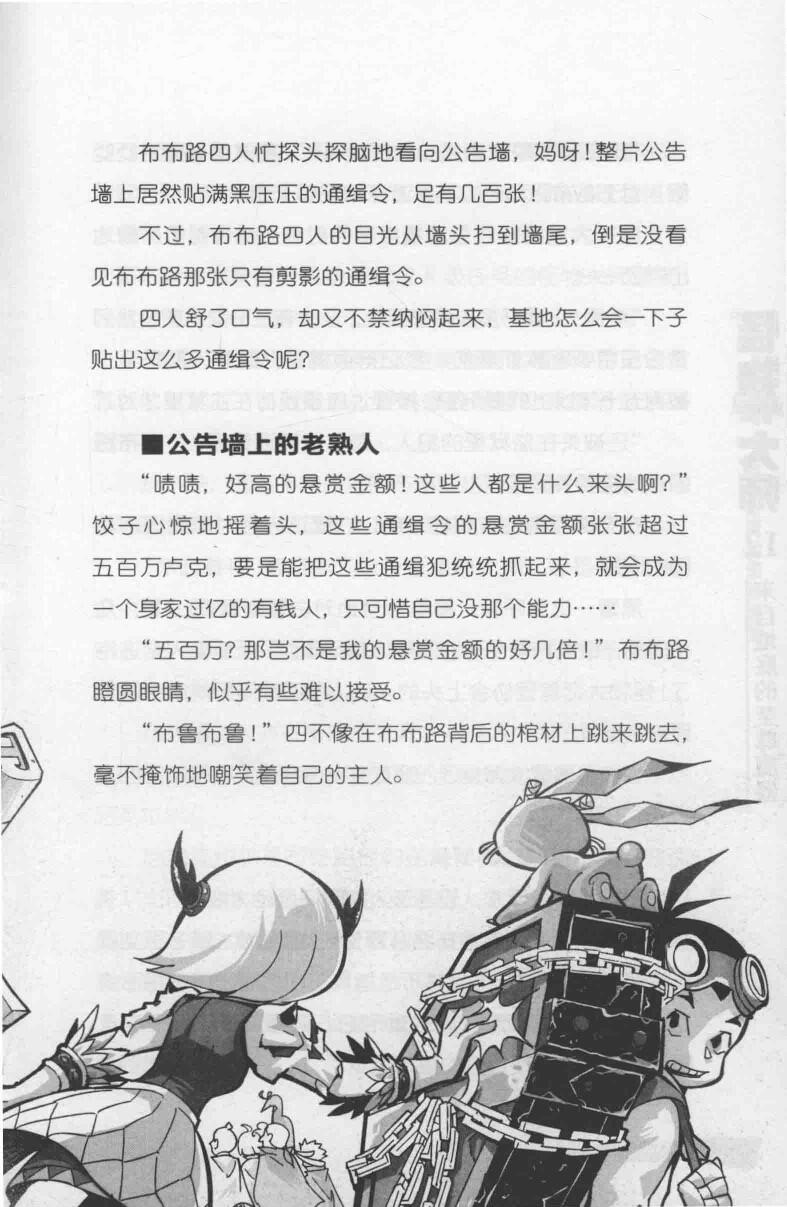 布布路四人忙探头探脑地看向公告墙，妈呀！整片公告
墙上居然贴满黑压压的通缉令，足有几百张！
不过，布布路四人的目光从墙头扫到墙尾，倒是没看
见布布路那张只有剪影的通缉令。
四人舒了口气，却又不禁纳闷起来，基地怎么会一下子
贴出这么多通缉令呢？
■公告墙上的老熟人
“啧啧，好高的悬赏金额！这些人都是什么来头啊？”
饺子心惊地摇着头，这些通缉令的悬赏金额张张超过
五百万卢克，要是能把这些通缉犯统统抓起来，就会成为
一个身家过亿的有钱人，只可惜自己没那个能力……
“五百万？那岂不是我的悬赏金额的好几倍！”布布路
瞪圆眼睛，似乎有些难以接受。
“布鲁布鲁！”四不像在布布路背后的棺材上跳来跳去，
毫不掩饰地嘲笑着自己的主人。